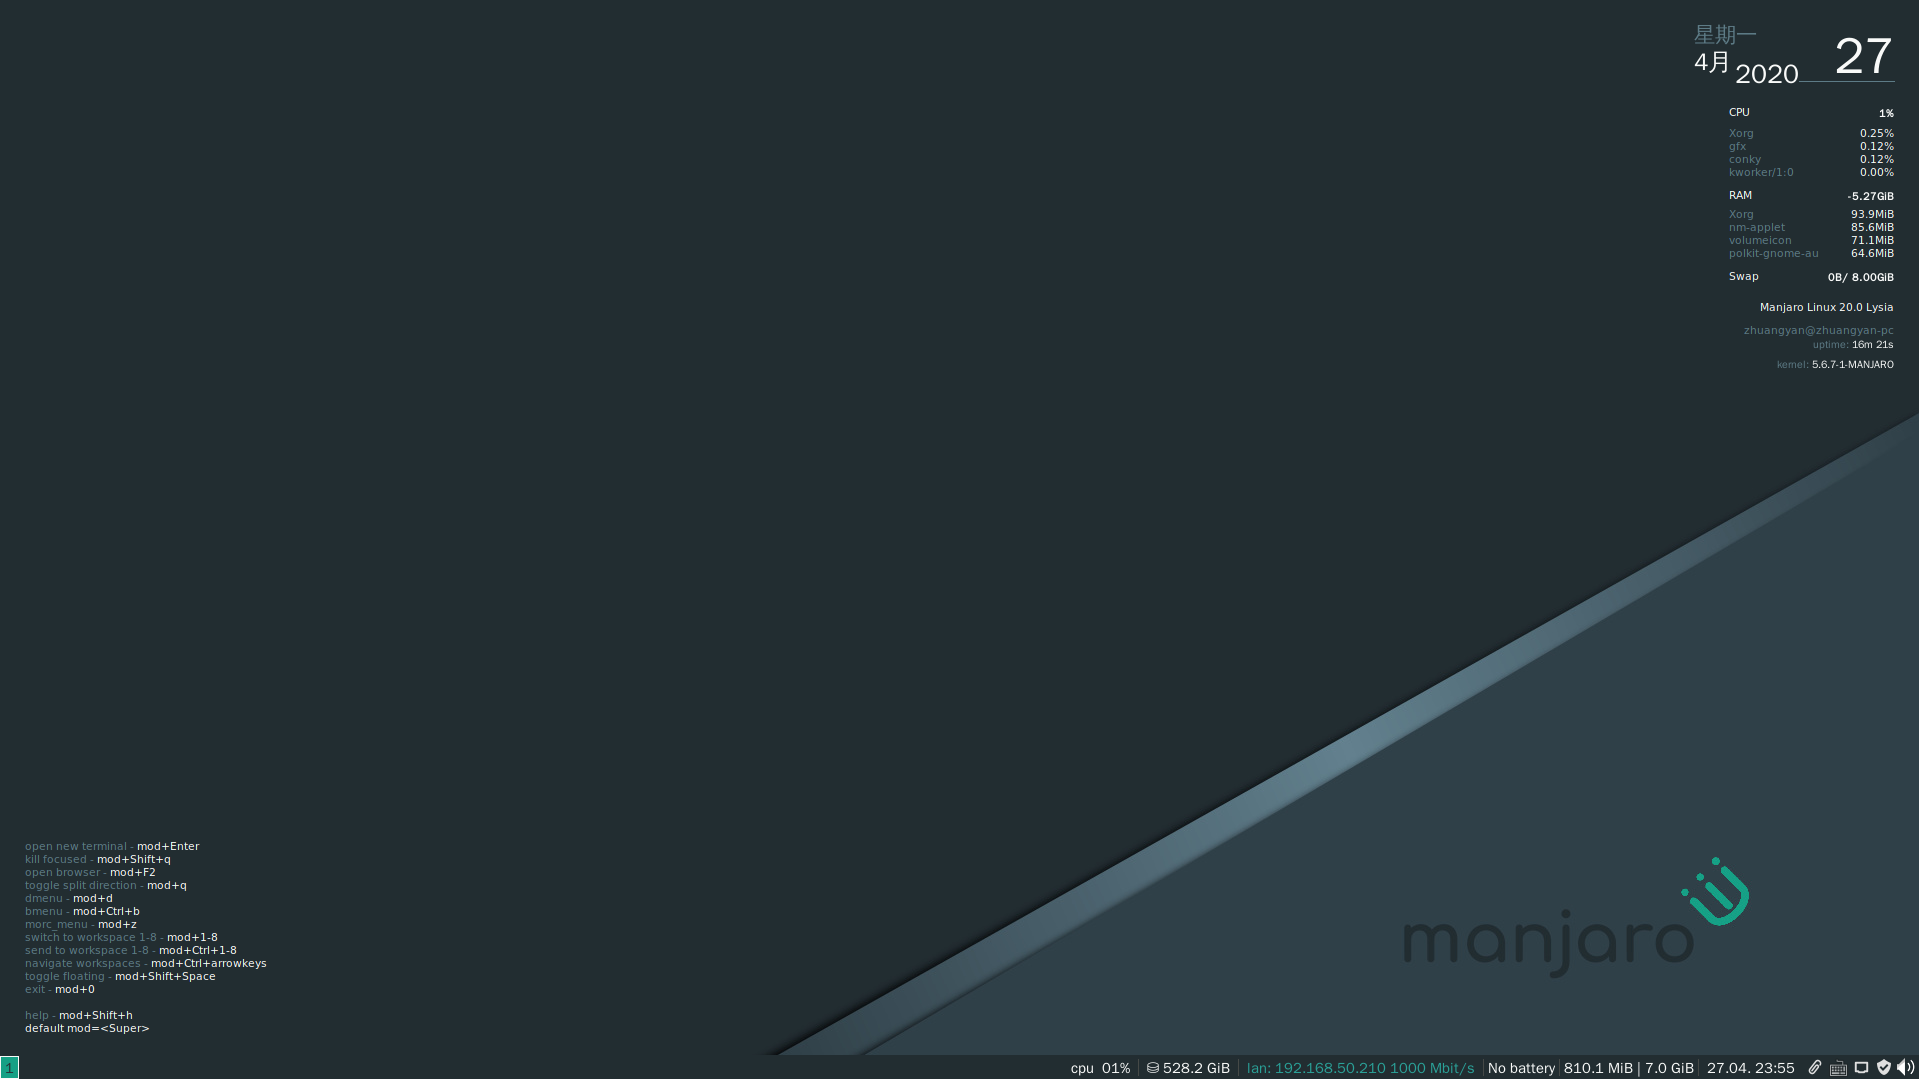 星期一
4月 2020 27
CPU 1%
Xorg 0.25%
gfx 0.12%
conky 0.12%
kworker/1:0 0.00%
RAM -5.27GiB
Xorg 93.9MiB
nm-applet 85.6MiB
volumeicon 71.1MiB
polkit-gnome-au 64.6MiB
Swap 0B/ 8.00GiB
Manjaro Linux 20.0 Lysia
zhuangyan@zhuangyan-pc
uptime: 16m 21s
kernel: 5.6.7-1-MANJARO
open new terminal - mod+Enter
kill focused - mod+Shift+q
open browser - mod+F2
toggle split direction - mod+q
dmenu - mod+d
bmenu - mod+Ctrl+b
morc_menu - mod+z
switch to workspace 1-8 - mod+1-8
send to workspace 1-8 - mod+Ctrl+1-8
navigate workspaces - mod+Ctrl+arrowkeys
toggle floating - mod+Shift+Space
exit - mod+0
help - mod+Shift+h
default mod=<Super>
manjaro
1 cpu 01% 528.2 GiB lan: 192.168.50.210 1000 Mbit/s No battery 810.1 MiB | 7.0 GiB 27.04. 23:55